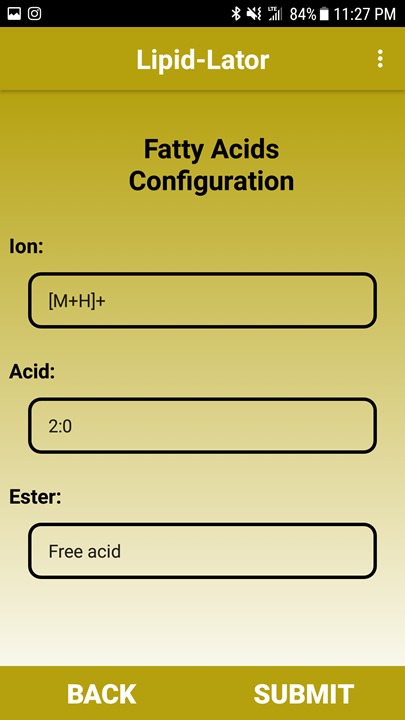 84% 11:27 PM
Lipid-Lator
Fatty Acids
Configuration
Ion:
[M+H]+
Acid:
2:0
Ester:
Free acid
BACK SUBMIT